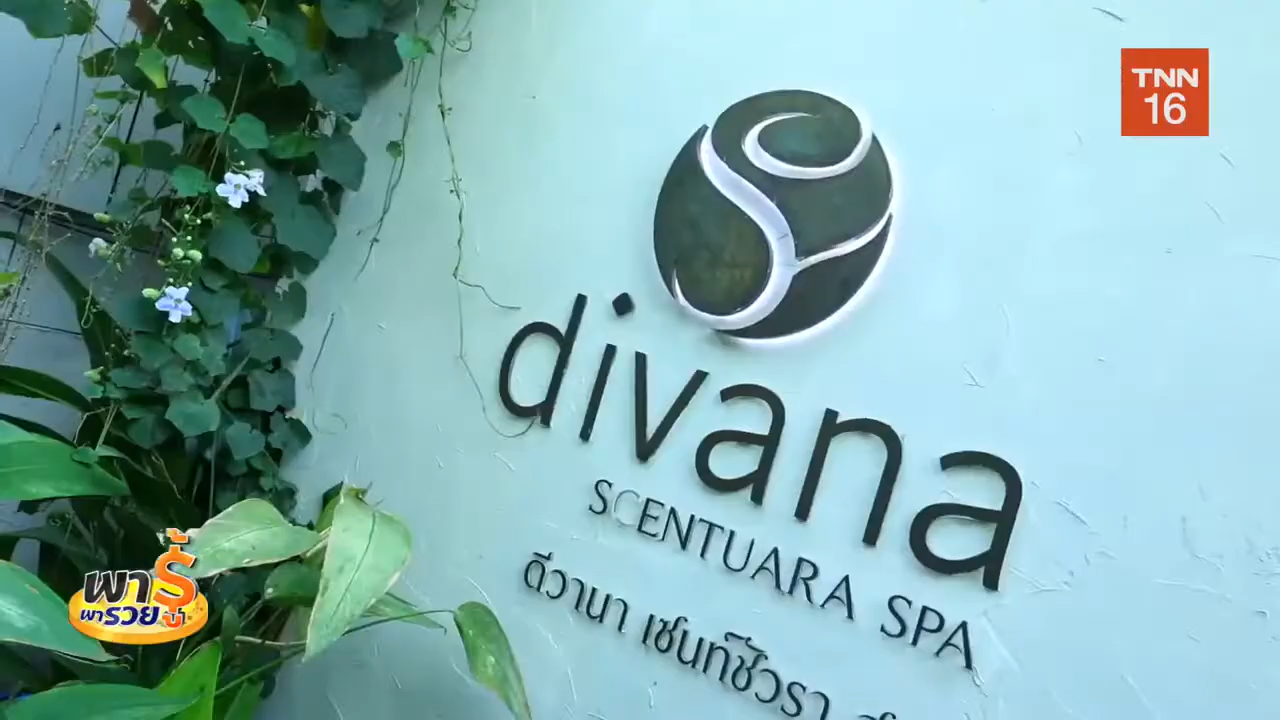 TNN
16
divana
SCENTUARA SPA
ดีวานา เซ็นท์ชัวรา
พารู้
พารวย